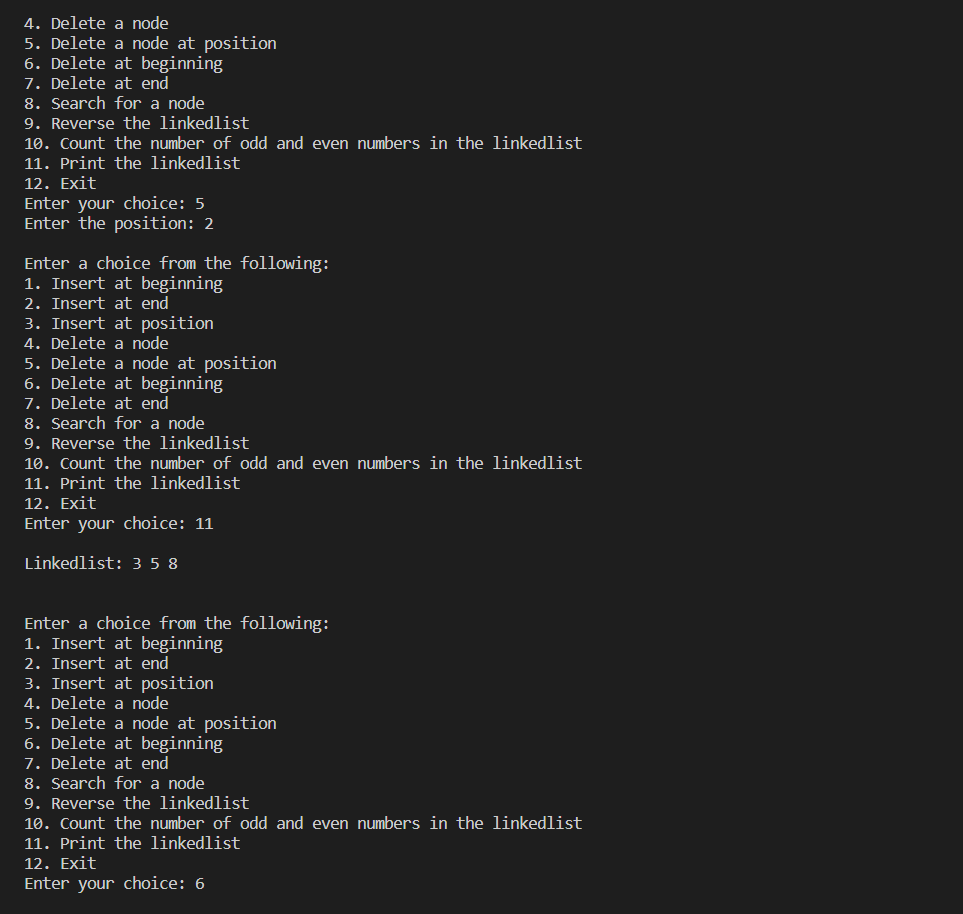 4. Delete a node
5. Delete a node at position
6. Delete at beginning
7. Delete at end
8. Search for a node
9. Reverse the linkedlist
10. Count the number of odd and even numbers in the linkedlist
11. Print the linkedlist
12. Exit
Enter your choice: 5
Enter the position: 2
Enter a choice from the following:
1. Insert at beginning
2. Insert at end
3. Insert at position
4. Delete a node
5. Delete a node at position
6. Delete at beginning
7. Delete at end
8. Search for a node
9. Reverse the linkedlist
10. Count the number of odd and even numbers in the linkedlist
11. Print the linkedlist
12. Exit
Enter your choice: 11
Linkedlist: 3 5 8
Enter a choice from the following:
1. Insert at beginning
2. Insert at end
3. Insert at position
4. Delete a node
5. Delete a node at position
6. Delete at beginning
7. Delete at end
8. Search for a node
9. Reverse the linkedlist
10. Count the number of odd and even numbers in the linkedlist
11. Print the linkedlist
12. Exit
Enter your choice: 6